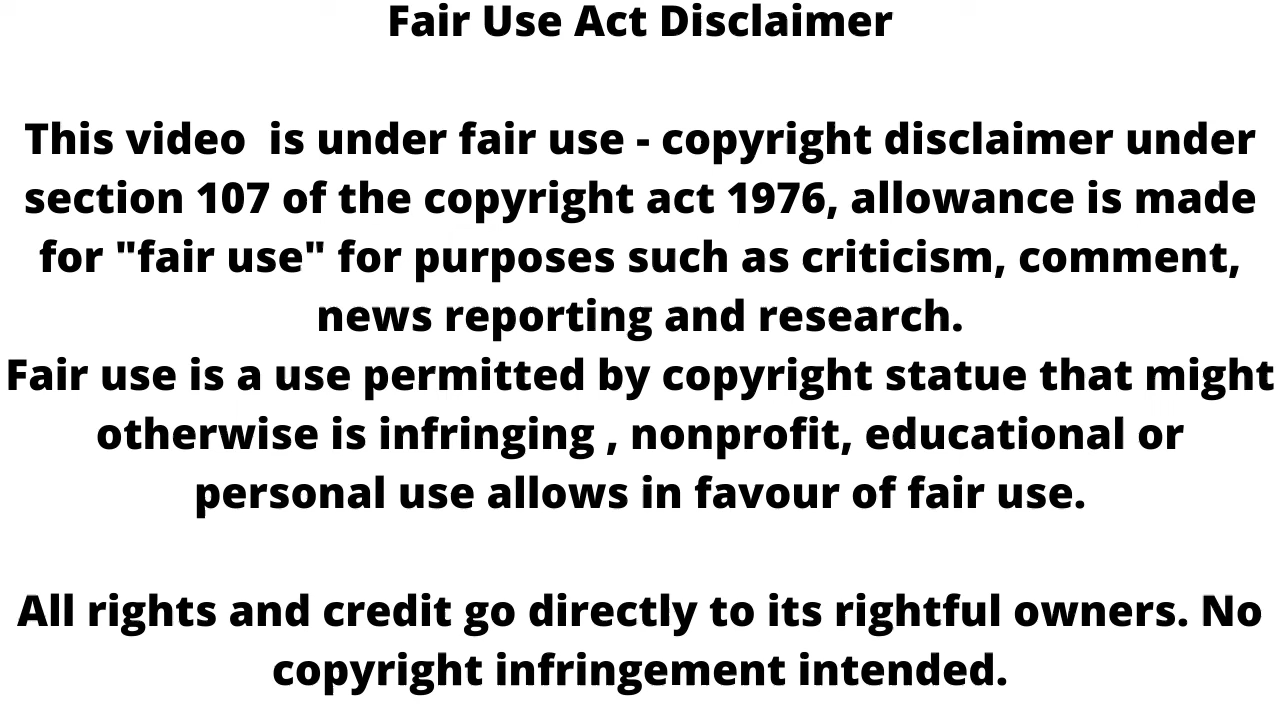 Fair Use Act Disclaimer
This video  is under fair use - copyright disclaimer under
section 107 of the copyright act 1976, allowance is made
for "fair use" for purposes such as criticism, comment,
news reporting and research.
Fair use is a use permitted by copyright statue that might
otherwise is infringing , nonprofit, educational or
personal use allows in favour of fair use.
All rights and credit go directly to its rightful owners. No
copyright infringement intended.